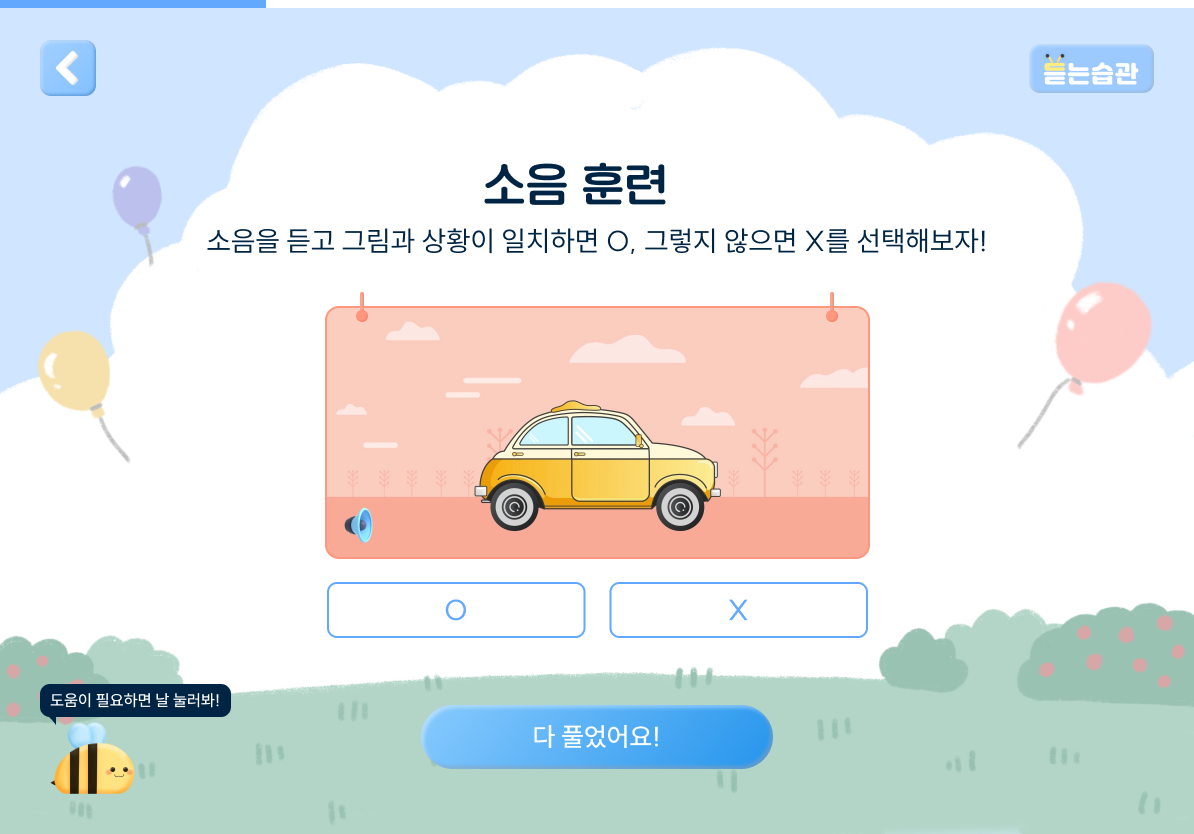 듣는습관
소음 훈련
소음을 듣고 그림과 상황이 일치하면 O, 그렇지 않으면 X를 선택해보자!
O
X
도움이 필요하면 날 눌러봐!
다 풀었어요!